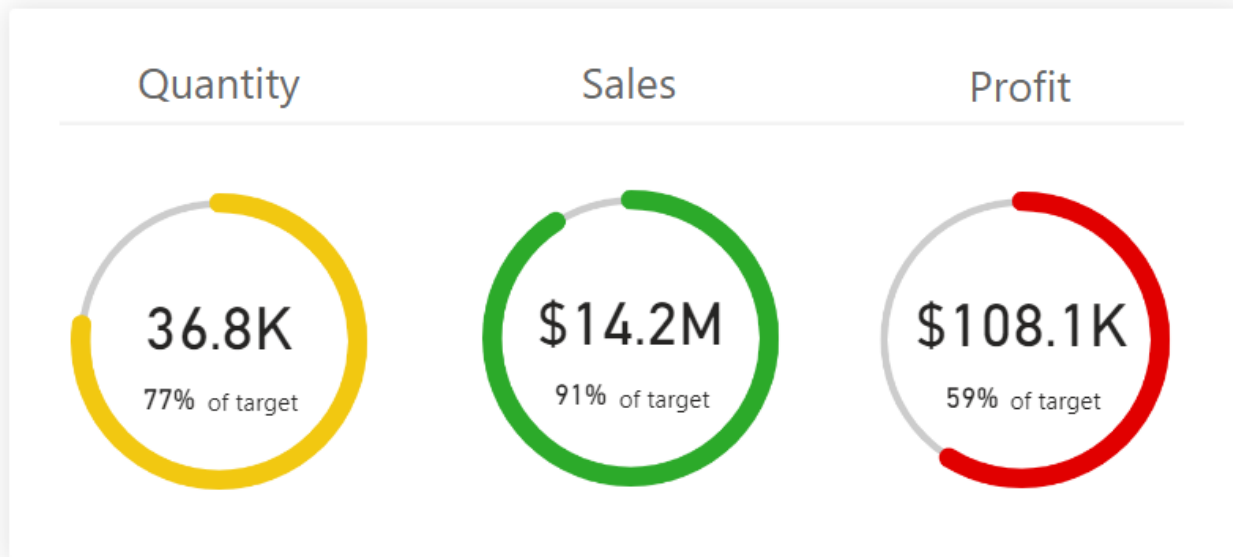 Quantity
Sales
Profit
36.8K
77% of target
$14.2M
91% of target
$108.1K
59% of target